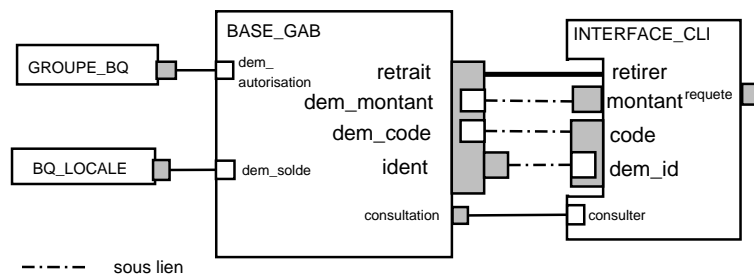 BASE_GAB
INTERFACE_CLI
GROUPE_BQ
dem_
autorisation
retrait
retirer
dem_montant
montant
requete
dem_code
code
BQ_LOCALE
dem_solde
ident
dem_id
consultation
consulter
sous lien